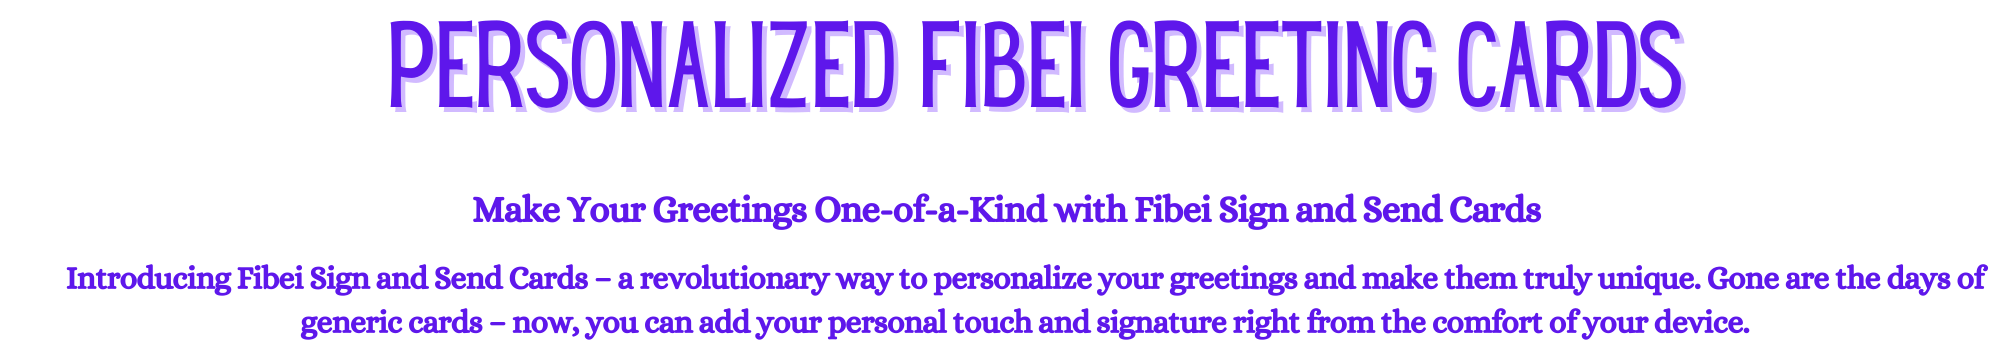 PERSONALIZED FIBEI GREETING CARDS
Make Your Greetings One-of-a-Kind with Fibei Sign and Send Cards
Introducing Fibei Sign and Send Cards – a revolutionary way to personalize your greetings and make them truly unique. Gone are the days of
generic cards – now, you can add your personal touch and signature right from the comfort of your device.